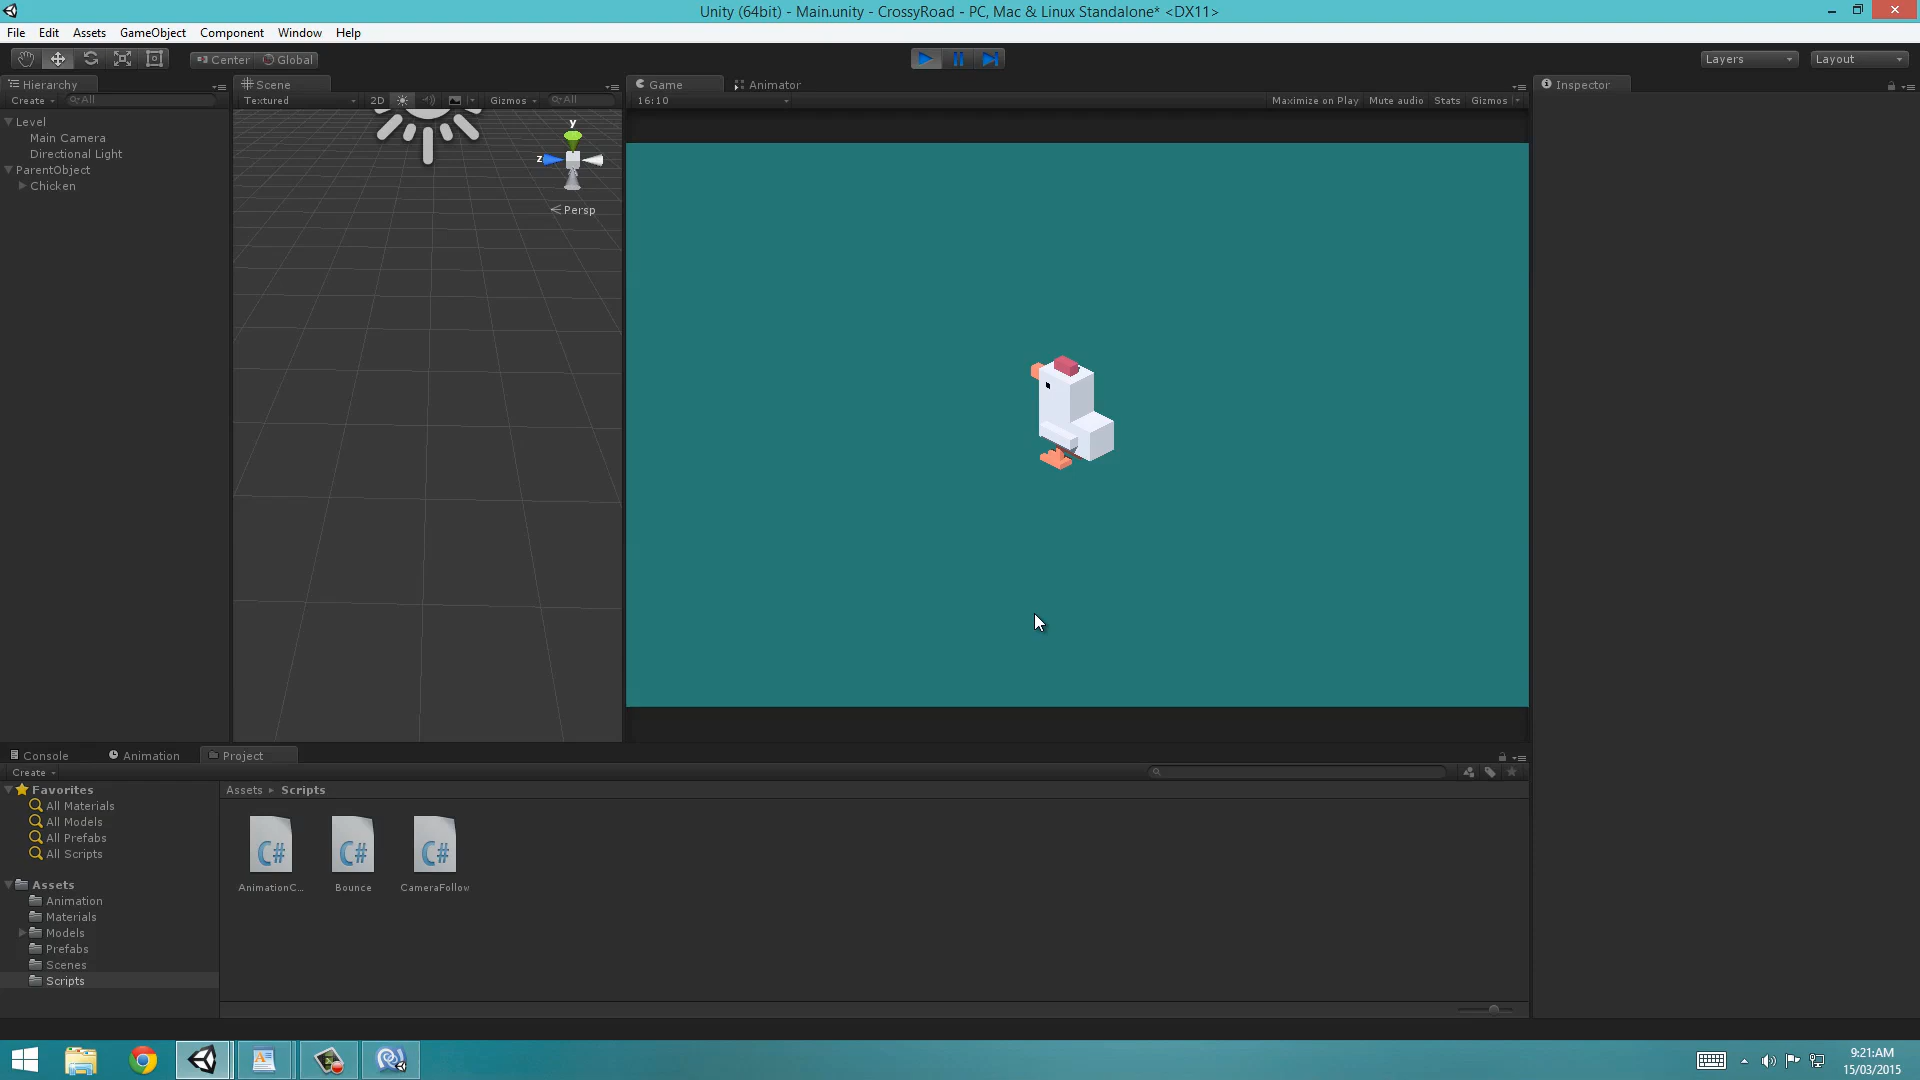 Unity (64bit) - Main.unity - CrossyRoad - PC, Mac & Linux Standalone* <DX11>
File Edit Assets GameObject Component Window Help
Center Global Layers Layout
Hierarchy Scene Game Animator Inspector
Create All Textured 2D Gizmos All 16:10 Maximize on Play Mute audio Stats Gizmos
Level
Main Camera
Directional Light
ParentObject
Chicken
y
z
Persp
Console Animation Project
Create
Favorites
All Materials
All Models
All Prefabs
All Scripts
Assets
Animation
Materials
Models
Prefabs
Scenes
Scripts
Assets Scripts
C# C# C#
AnimationC... Bounce CameraFollow
9:21:AM
15/03/2015